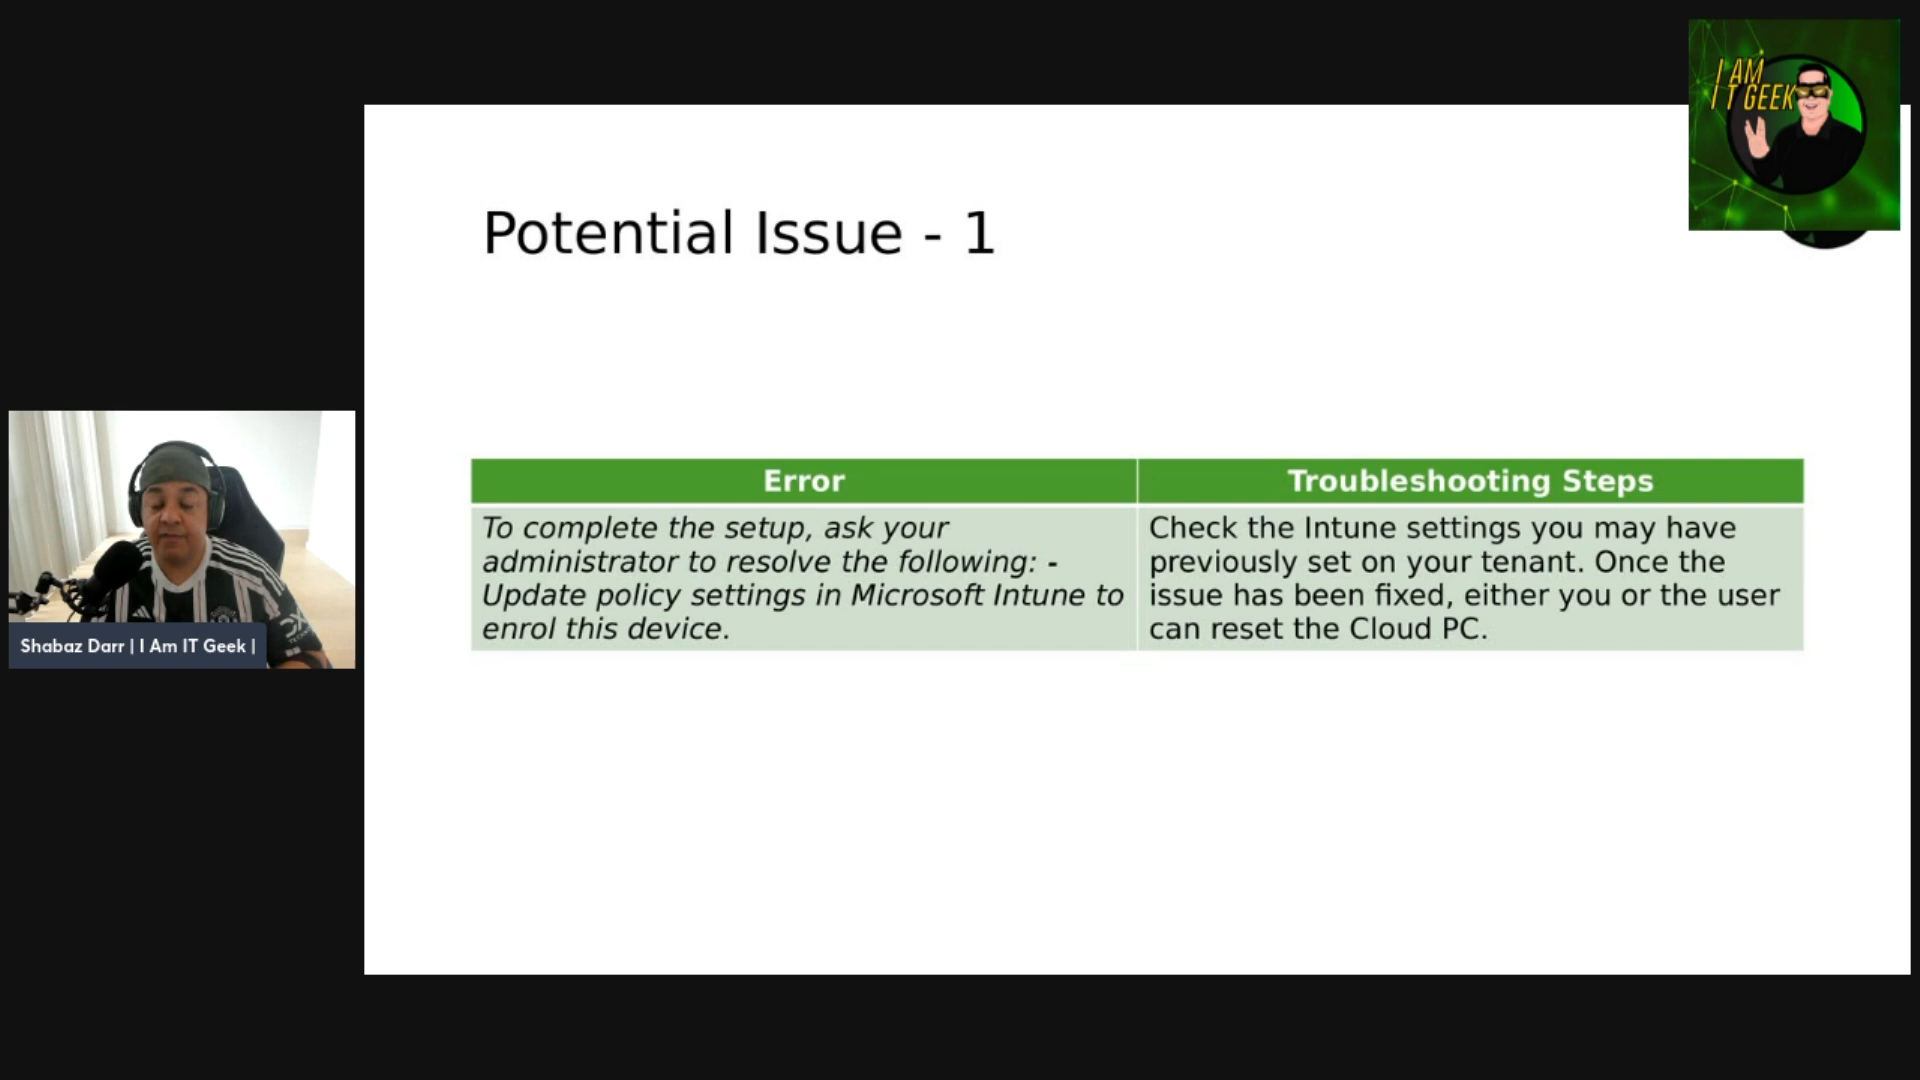 I AM
IT GEEK
Potential Issue - 1
Error
Troubleshooting Steps
To complete the setup, ask your
administrator to resolve the following: -
Update policy settings in Microsoft Intune to
enrol this device.
Check the Intune settings you may have
previously set on your tenant. Once the
issue has been fixed, either you or the user
can reset the Cloud PC.
Shabaz Darr | I Am IT Geek |